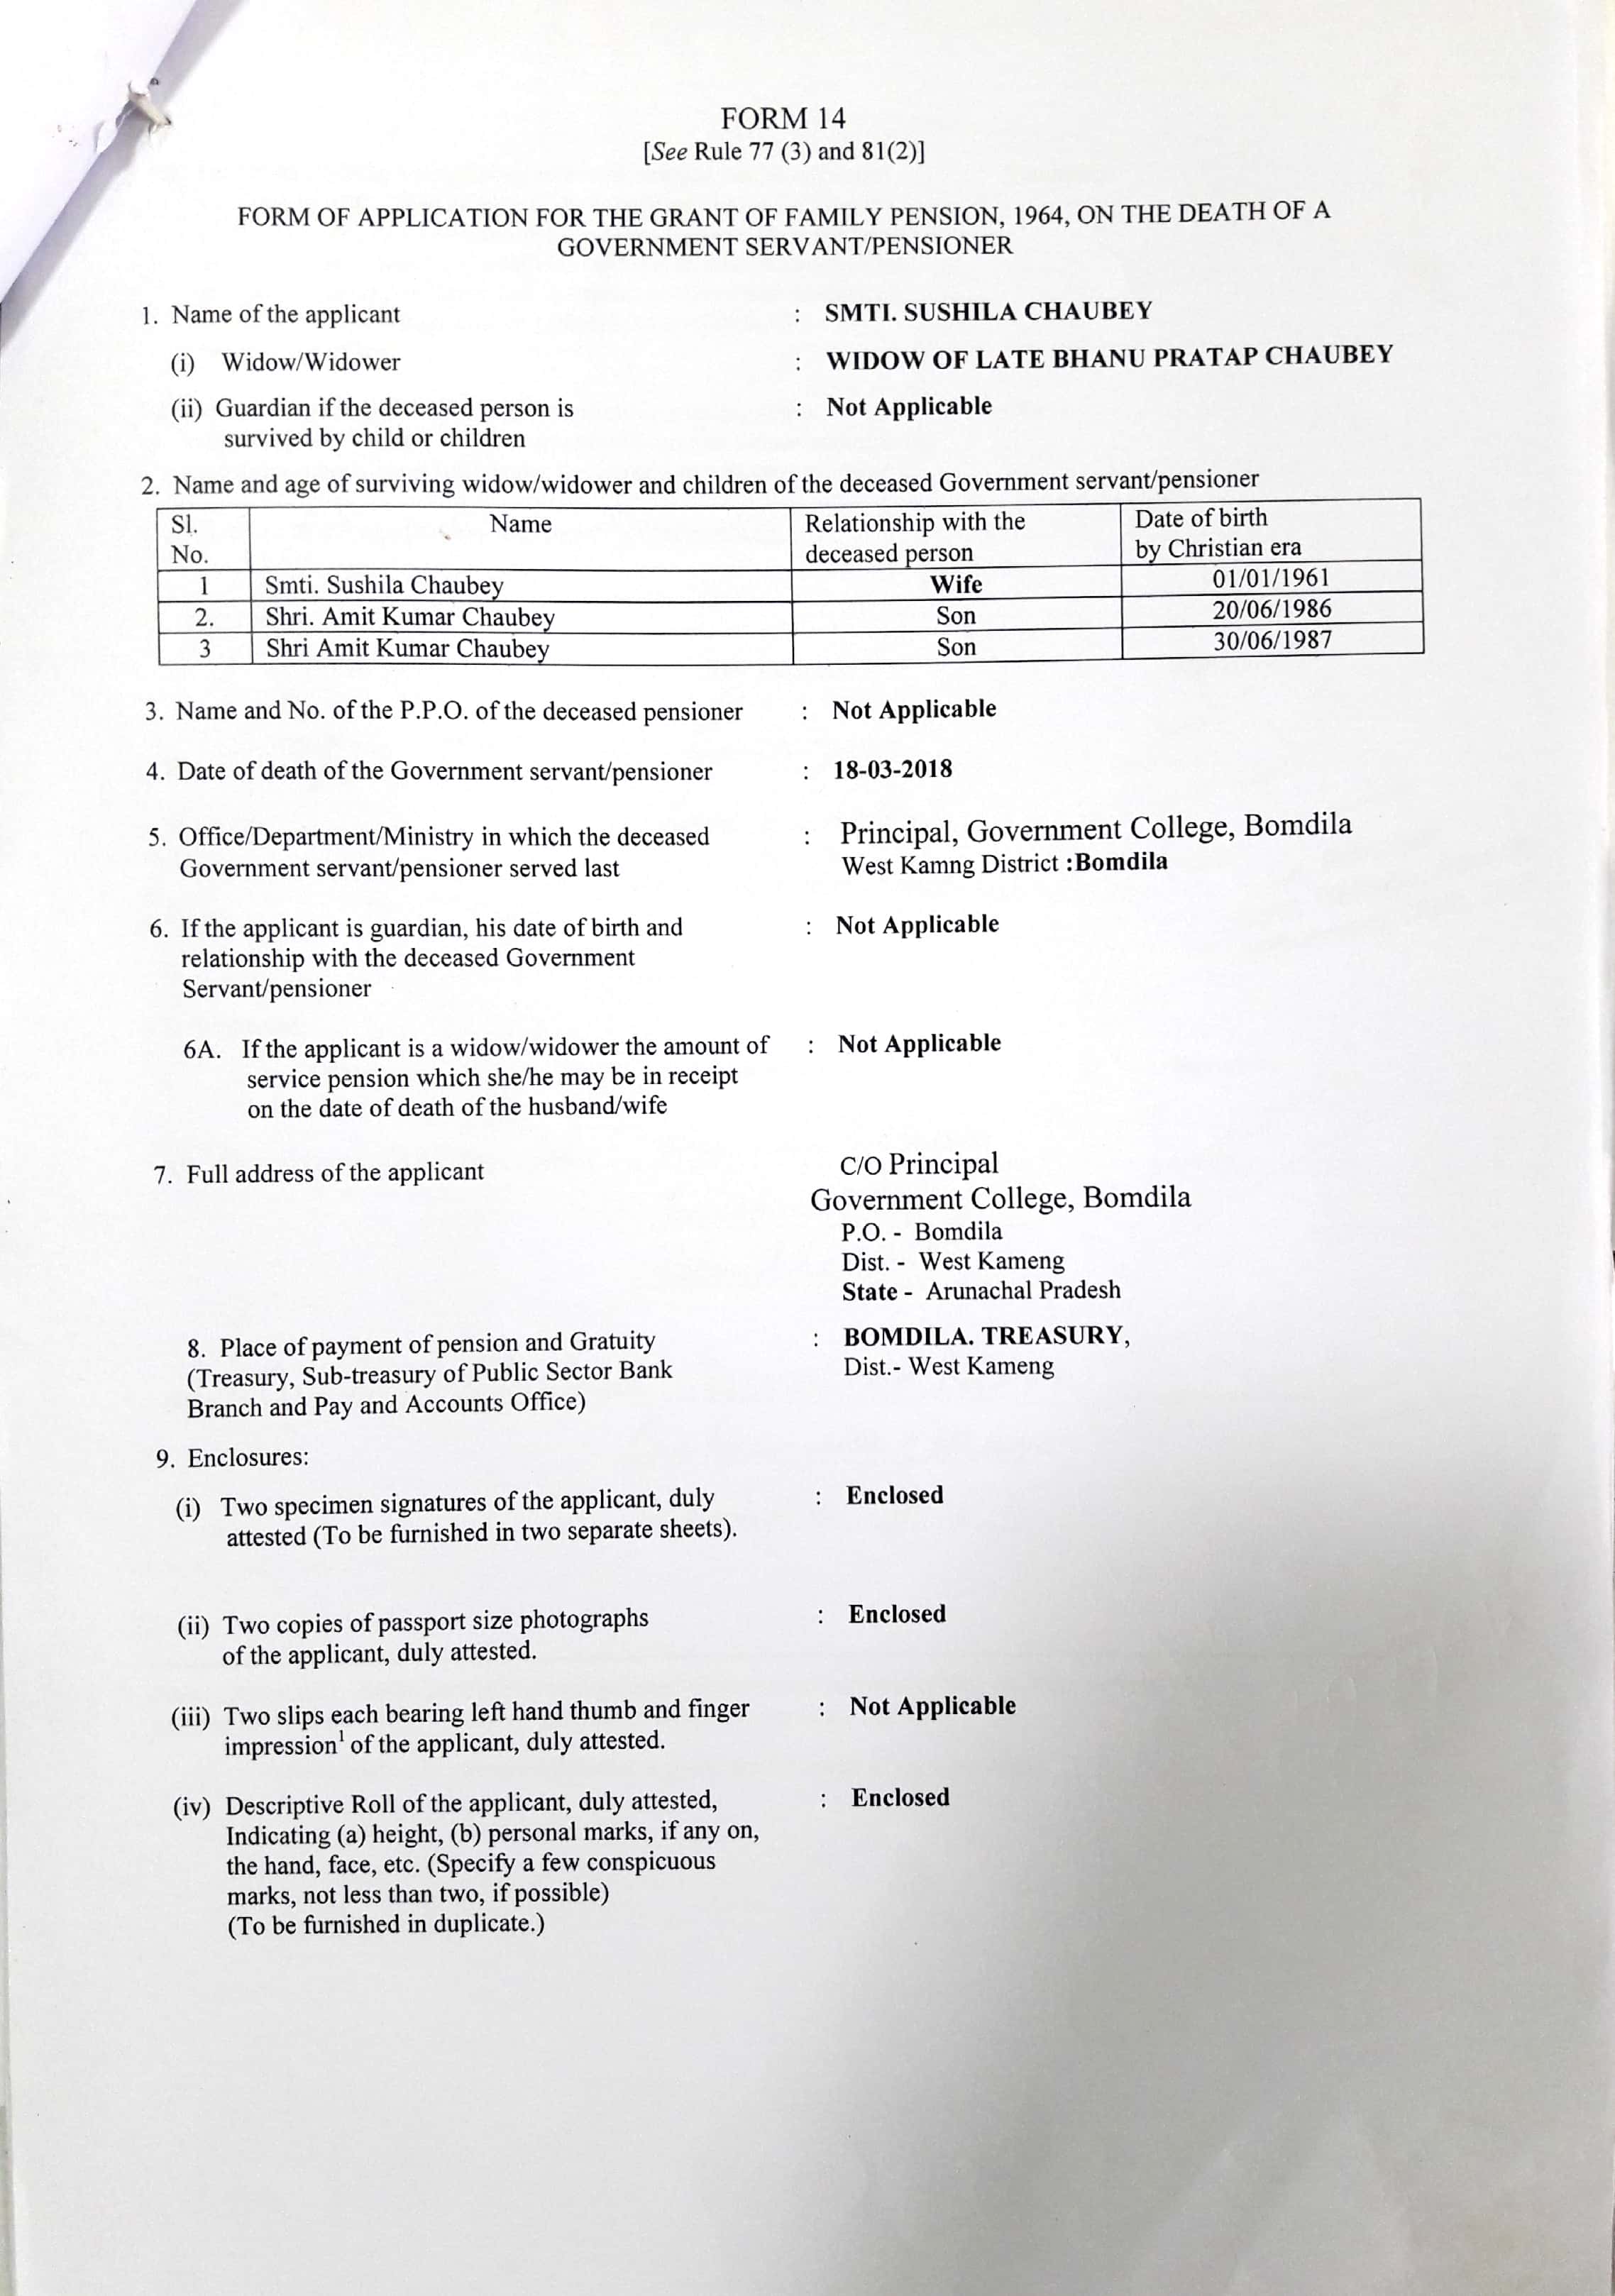 FORM 14
[See Rule 77 (3) and 81(2)]
FORM OF APPLICATION FOR THE GRANT OF FAMILY PENSION, 1964, ON THE DEATH OF A
GOVERNMENT SERVANT/PENSIONER
1. Name of the applicant : SMTI. SUSHILA CHAUBEY
(i) Widow/Widower : WIDOW OF LATE BHANU PRATAP CHAUBEY
(ii) Guardian if the deceased person is : Not Applicable
survived by child or children
2. Name and age of surviving widow/widower and children of the deceased Government servant/pensioner
Sl. Name Relationship with the Date of birth
No. deceased person by Christian era
1 Smti. Sushila Chaubey Wife 01/01/1961
2. Shri. Amit Kumar Chaubey Son 20/06/1986
3 Shri Amit Kumar Chaubey Son 30/06/1987
3. Name and No. of the P.P.O. of the deceased pensioner : Not Applicable
4. Date of death of the Government servant/pensioner : 18-03-2018
5. Office/Department/Ministry in which the deceased : Principal, Government College, Bomdila
Government servant/pensioner served last West Kamng District :Bomdila
6. If the applicant is guardian, his date of birth and : Not Applicable
relationship with the deceased Government
Servant/pensioner
6A. If the applicant is a widow/widower the amount of : Not Applicable
service pension which she/he may be in receipt
on the date of death of the husband/wife
7. Full address of the applicant C/O Principal
Government College, Bomdila
P.O. - Bomdila
Dist. - West Kameng
State - Arunachal Pradesh
8. Place of payment of pension and Gratuity : BOMDILA. TREASURY,
(Treasury, Sub-treasury of Public Sector Bank Dist.- West Kameng
Branch and Pay and Accounts Office)
9. Enclosures:
(i) Two specimen signatures of the applicant, duly : Enclosed
attested (To be furnished in two separate sheets).
(ii) Two copies of passport size photographs : Enclosed
of the applicant, duly attested.
(iii) Two slips each bearing left hand thumb and finger : Not Applicable
impression¹ of the applicant, duly attested.
(iv) Descriptive Roll of the applicant, duly attested, : Enclosed
Indicating (a) height, (b) personal marks, if any on,
the hand, face, etc. (Specify a few conspicuous
marks, not less than two, if possible)
(To be furnished in duplicate.)